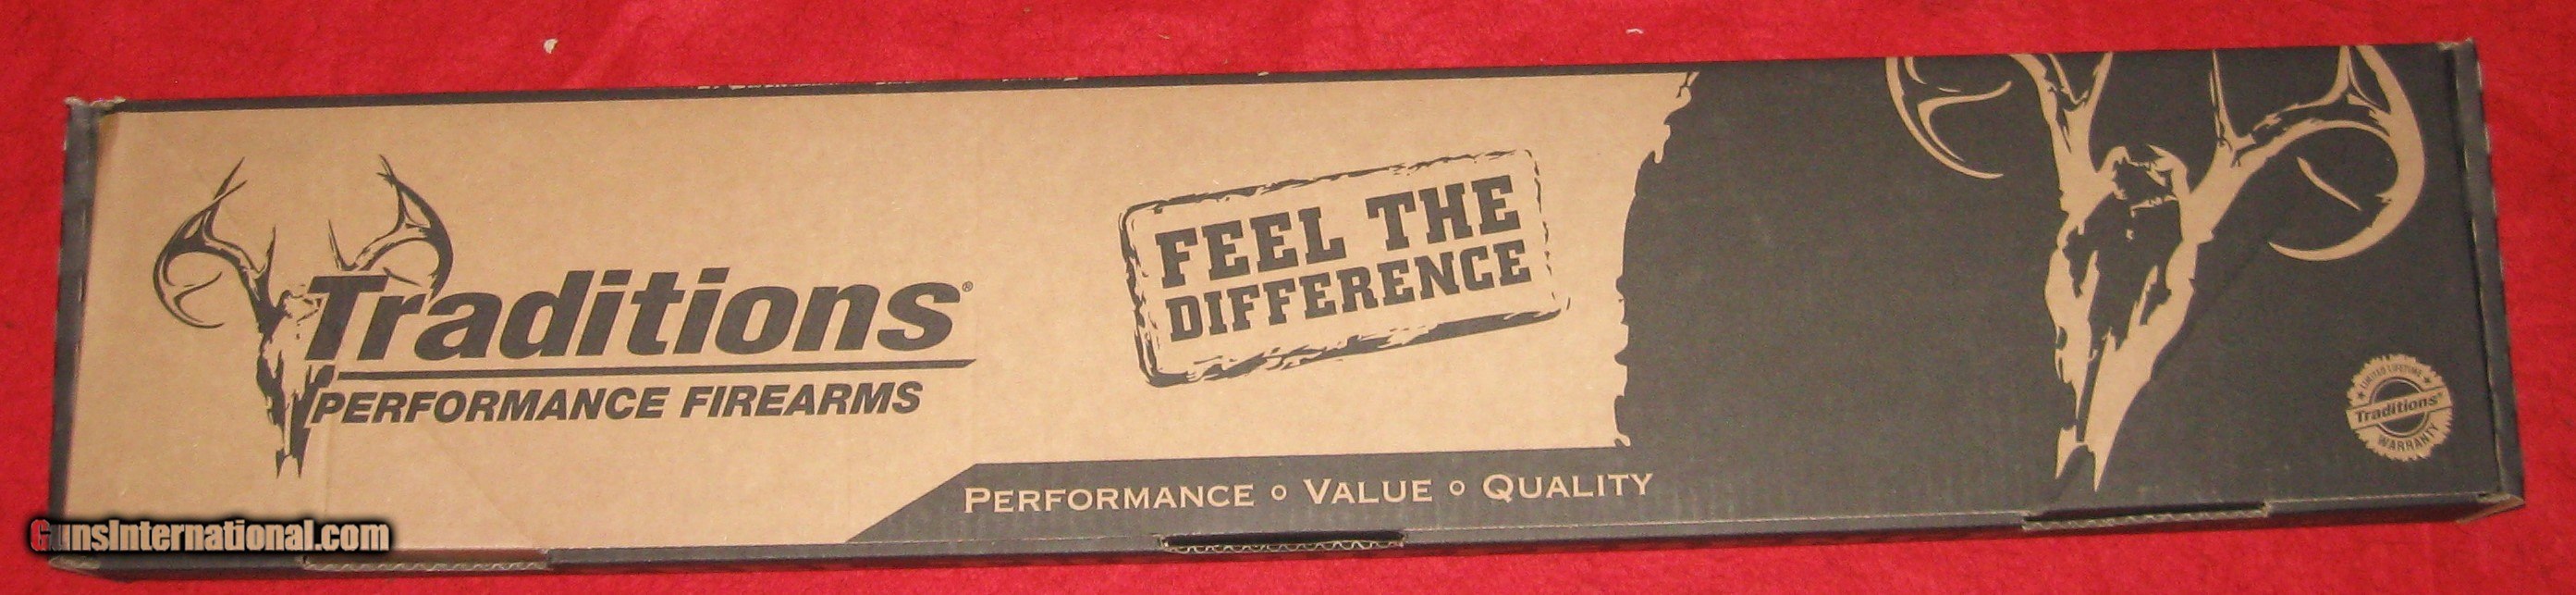 Traditions®
PERFORMANCE FIREARMS
FEEL THE
DIFFERENCE
PERFORMANCE ○ VALUE ○ QUALITY
LIMITED LIFETIME
Traditions®
WARRANTY
GunsInternational.com